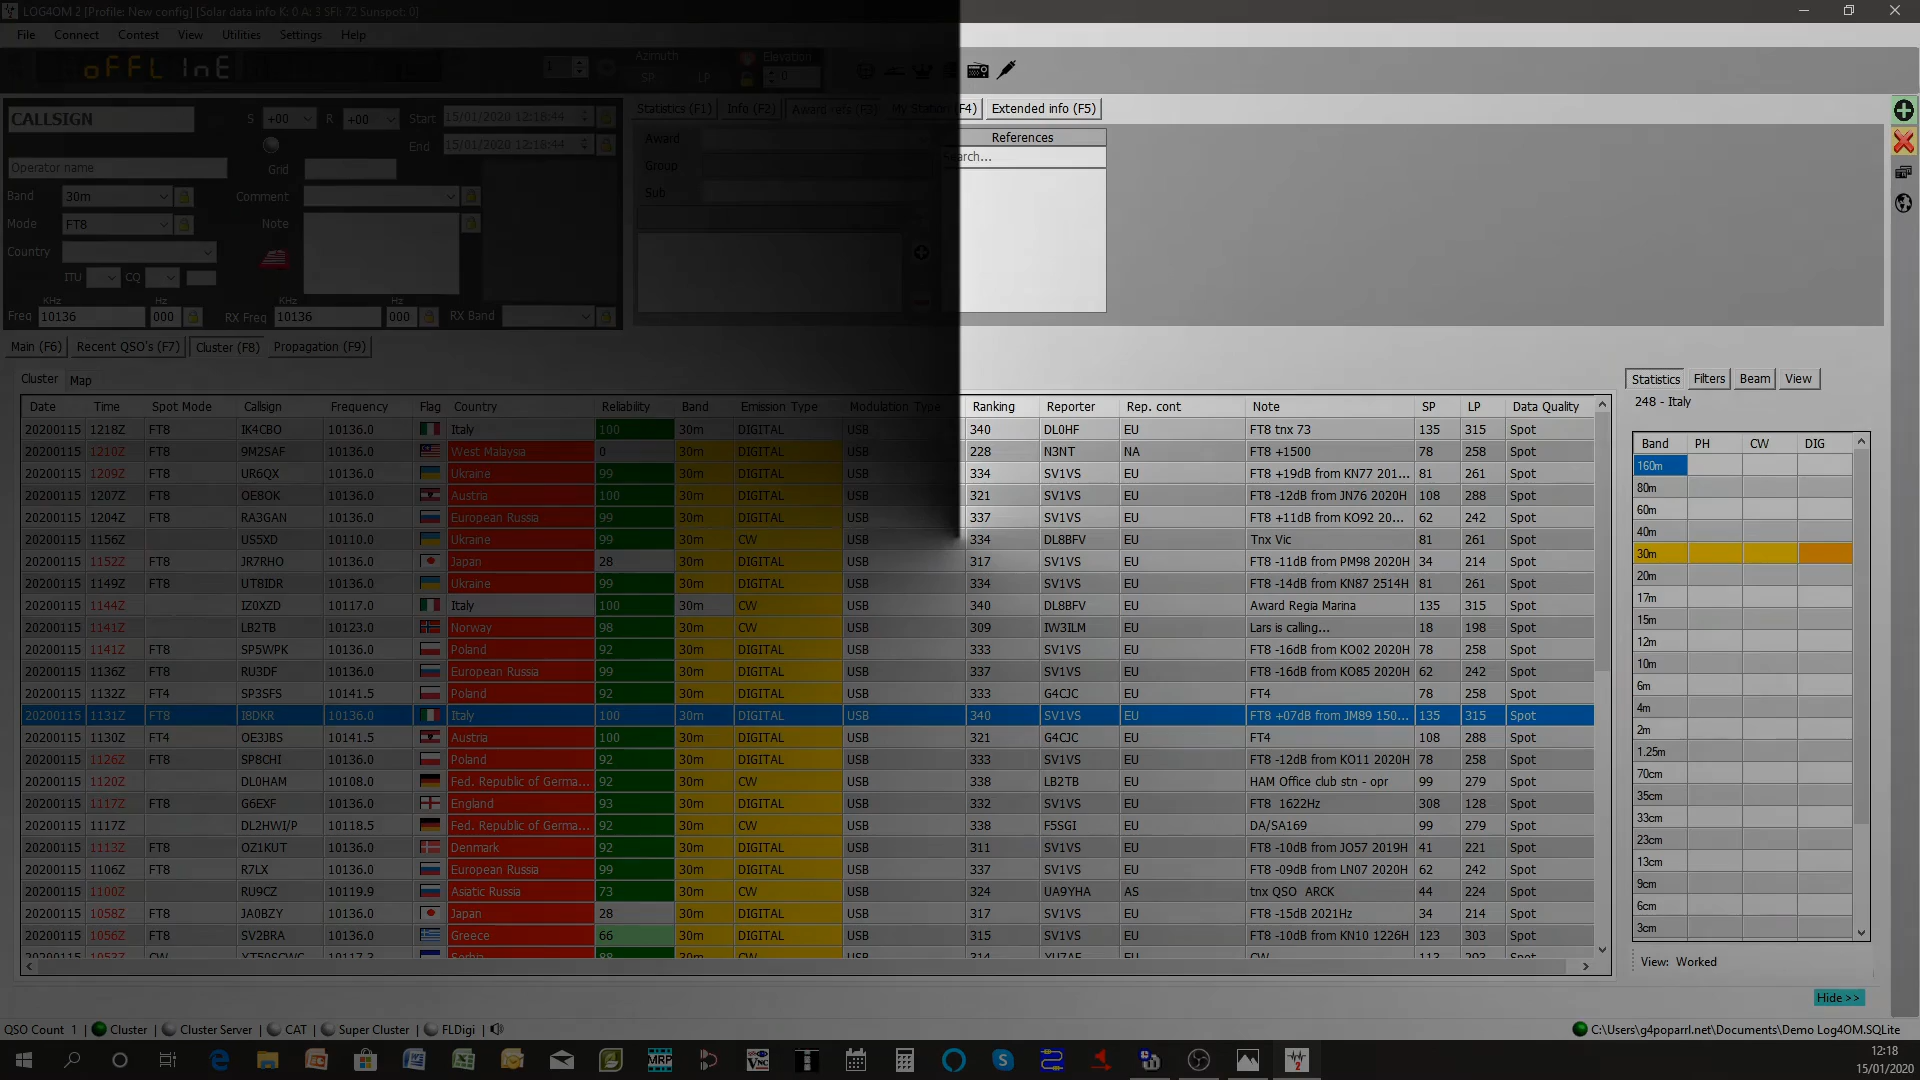 LOG4OM 2 [Profile: New config] [Solar data info K: 0 A: 3 SFI: 72 Sunspot: 0]
File Connect Contest View Utilities Settings Help
oFFLInE 1 Azimuth SP LP Elevation 0
Statistics (F1) Info (F2) Award refs (F3) My Station (F4) Extended info (F5)
CALLSIGN S +00 R +00 Start 15/01/2020 12:18:44
End 15/01/2020 12:18:44
Operator name Grid
Band 30m Comment
Mode FT8 Note
Country
ITU CQ
KHz Hz KHz Hz
Freq 10136 000 RX Freq 10136 000 RX Band
Award
Group
Sub
References
Main (F6) Recent QSO's (F7) Cluster (F8) Propagation (F9)
Cluster Map
Date Time Spot Mode Callsign Frequency Flag Country Reliability Band Emission Type Modulation Type Ranking Reporter Rep. cont Note SP LP Data Quality
20200115 1218Z FT8 IK4CBO 10136.0 Italy 100 30m DIGITAL USB 340 DL0HF EU FT8 tnx 73 135 315 Spot
20200115 1210Z FT8 9M2SAF 10136.0 West Malaysia 0 30m DIGITAL USB 228 N3NT NA FT8 +1500 78 258 Spot
20200115 1209Z FT8 UR6QX 10136.0 Ukraine 99 30m DIGITAL USB 334 SV1VS EU FT8 +19dB from KN77 201... 81 261 Spot
20200115 1207Z FT8 OE8OK 10136.0 Austria 100 30m DIGITAL USB 321 SV1VS EU FT8 -12dB from JN76 2020H 108 288 Spot
20200115 1204Z FT8 RA3GAN 10136.0 European Russia 99 30m DIGITAL USB 337 SV1VS EU FT8 +11dB from KO92 20... 62 242 Spot
20200115 1156Z US5XD 10110.0 Ukraine 99 30m CW USB 334 DL8BFV EU Tnx Vic 81 261 Spot
20200115 1152Z FT8 JR7RHO 10136.0 Japan 28 30m DIGITAL USB 317 SV1VS EU FT8 -11dB from PM98 2020H 34 214 Spot
20200115 1149Z FT8 UT8IDR 10136.0 Ukraine 99 30m DIGITAL USB 334 SV1VS EU FT8 -14dB from KN87 2514H 81 261 Spot
20200115 1144Z IZ0XZD 10117.0 Italy 100 30m CW USB 340 DL8BFV EU Award Regia Marina 135 315 Spot
20200115 1141Z LB2TB 10123.0 Norway 98 30m CW USB 309 IW3ILM EU Lars is calling... 18 198 Spot
20200115 1141Z FT8 SP5WPK 10136.0 Poland 92 30m DIGITAL USB 333 SV1VS EU FT8 -16dB from KO02 2020H 78 258 Spot
20200115 1136Z FT8 RU3DF 10136.0 European Russia 99 30m DIGITAL USB 337 SV1VS EU FT8 -16dB from KO85 2020H 62 242 Spot
20200115 1132Z FT4 SP3SFS 10141.5 Poland 92 30m DIGITAL USB 333 G4CJC EU FT4 78 258 Spot
20200115 1131Z FT8 I8DKR 10136.0 Italy 100 30m DIGITAL USB 340 SV1VS EU FT8 +07dB from JM89 150... 135 315 Spot
20200115 1130Z FT4 OE3JBS 10141.5 Austria 100 30m DIGITAL USB 321 G4CJC EU FT4 108 288 Spot
20200115 1126Z FT8 SP8CHI 10136.0 Poland 92 30m DIGITAL USB 333 SV1VS EU FT8 -12dB from KO11 2020H 78 258 Spot
20200115 1120Z DL0HAM 10108.0 Fed. Republic of Germa... 92 30m CW USB 338 LB2TB EU HAM Office club stn - opr 99 279 Spot
20200115 1117Z FT8 G6EXF 10136.0 England 93 30m DIGITAL USB 332 SV1VS EU FT8 1622Hz 308 128 Spot
20200115 1117Z DL2HWI/P 10118.5 Fed. Republic of Germa... 92 30m CW USB 338 F5SGI EU DA/SA169 99 279 Spot
20200115 1113Z FT8 OZ1KUT 10136.0 Denmark 92 30m DIGITAL USB 311 SV1VS EU FT8 -10dB from JO57 2019H 41 221 Spot
20200115 1106Z FT8 R7LX 10136.0 European Russia 99 30m DIGITAL USB 337 SV1VS EU FT8 -09dB from LN07 2020H 62 242 Spot
20200115 1100Z RU9CZ 10119.9 Asiatic Russia 73 30m CW USB 324 UA9YHA AS tnx QSO ARCK 44 224 Spot
20200115 1058Z FT8 JA0BZY 10136.0 Japan 28 30m DIGITAL USB 317 SV1VS EU FT8 -15dB 2021Hz 34 214 Spot
20200115 1056Z FT8 SV2BRA 10136.0 Greece 66 30m DIGITAL USB 315 SV1VS EU FT8 -10dB from KN10 1226H 123 303 Spot
Statistics Filters Beam View
248 - Italy
Band PH CW DIG
160m
80m
60m
40m
30m
20m
17m
15m
12m
10m
6m
4m
2m
1.25m
70cm
35cm
33cm
23cm
13cm
9cm
6cm
3cm
View: Worked
Hide >>
QSO Count 1 | Cluster | Cluster Server | CAT | Super Cluster | FLDigi |
C:\Users\g4poparrl.net\Documents\Demo Log4OM.SQLite
12:18
15/01/2020